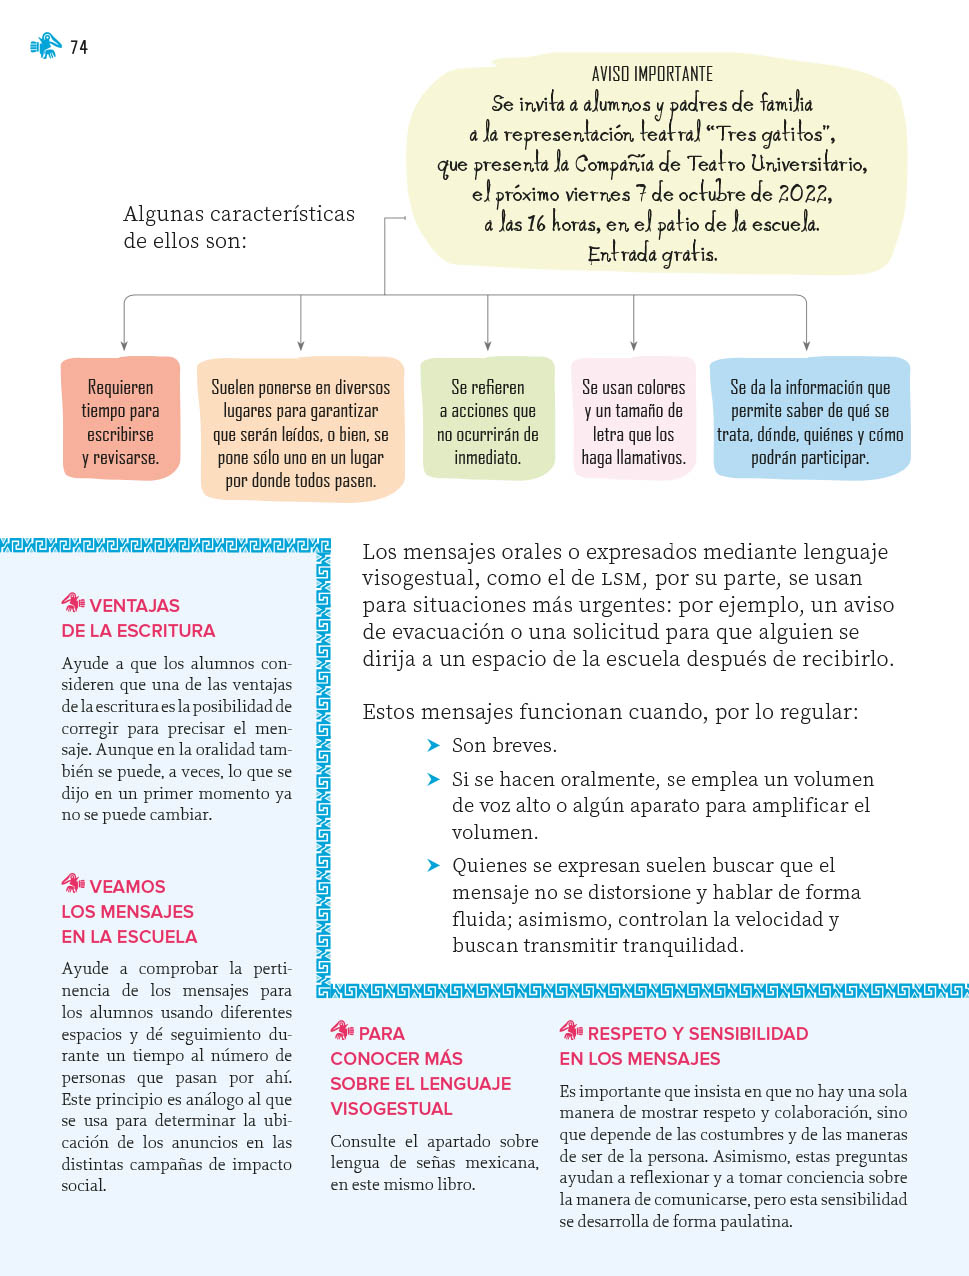 74
AVISO IMPORTANTE
Se invita a alumnos y padres de familia
a la representación teatral “Tres gatitos”,
que presenta la Compañía de Teatro Universitario,
el próximo viernes 7 de octubre de 2022,
a las 16 horas, en el patio de la escuela.
Entrada gratis.
Algunas características
de ellos son:
Requieren
tiempo para
escribirse
y revisarse.
Suelen ponerse en diversos
lugares para garantizar
que serán leídos, o bien, se
pone sólo uno en un lugar
por donde todos pasen.
Se refieren
a acciones que
no ocurrirán de
inmediato.
Se usan colores
y un tamaño de
letra que los
haga llamativos.
Se da la información que
permite saber de qué se
trata, dónde, quiénes y cómo
podrán participar.
Los mensajes orales o expresados mediante lenguaje
visogestual, como el de LSM, por su parte, se usan
para situaciones más urgentes: por ejemplo, un aviso
de evacuación o una solicitud para que alguien se
dirija a un espacio de la escuela después de recibirlo.
Estos mensajes funcionan cuando, por lo regular:
➤ Son breves.
➤ Si se hacen oralmente, se emplea un volumen
de voz alto o algún aparato para amplificar el
volumen.
➤ Quienes se expresan suelen buscar que el
mensaje no se distorsione y hablar de forma
fluida; asimismo, controlan la velocidad y
buscan transmitir tranquilidad.
VENTAJAS
DE LA ESCRITURA
Ayude a que los alumnos con-
sideren que una de las ventajas
de la escritura es la posibilidad de
corregir para precisar el men-
saje. Aunque en la oralidad tam-
bién se puede, a veces, lo que se
dijo en un primer momento ya
no se puede cambiar.
VEAMOS
LOS MENSAJES
EN LA ESCUELA
Ayude a comprobar la perti-
nencia de los mensajes para
los alumnos usando diferentes
espacios y dé seguimiento du-
rante un tiempo al número de
personas que pasan por ahí.
Este principio es análogo al que
se usa para determinar la ubi-
cación de los anuncios en las
distintas campañas de impacto
social.
PARA
CONOCER MÁS
SOBRE EL LENGUAJE
VISOGESTUAL
Consulte el apartado sobre
lengua de señas mexicana,
en este mismo libro.
RESPETO Y SENSIBILIDAD
EN LOS MENSAJES
Es importante que insista en que no hay una sola
manera de mostrar respeto y colaboración, sino
que depende de las costumbres y de las maneras
de ser de la persona. Asimismo, estas preguntas
ayudan a reflexionar y a tomar conciencia sobre
la manera de comunicarse, pero esta sensibilidad
se desarrolla de forma paulatina.